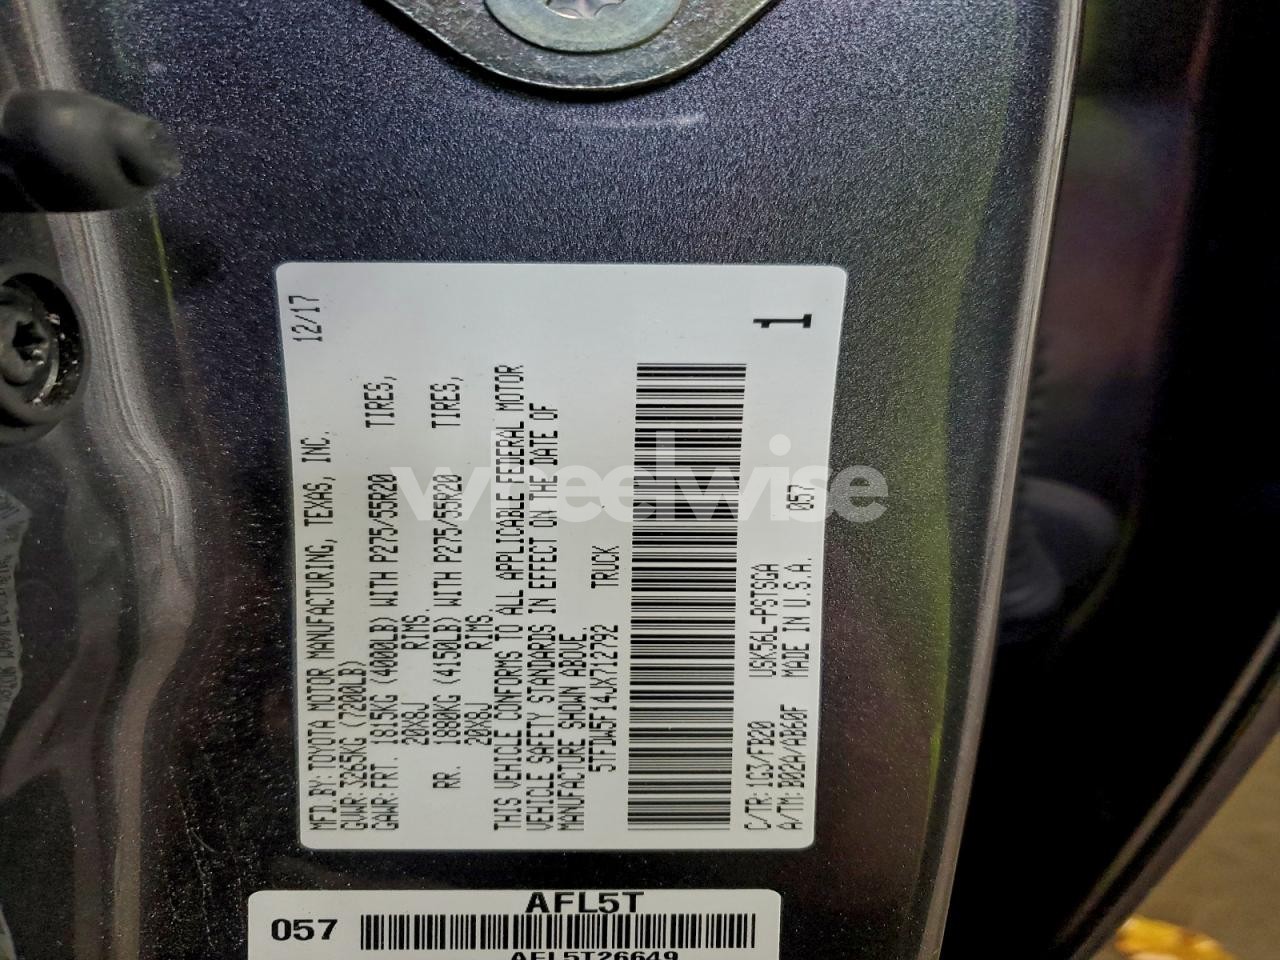 MFD.BY: TOYOTA MOTOR MANUFACTURING, TEXAS, INC. 12/17
GVWR: 3265KG (7200LB)
GAWR: FRT. 1815KG (4000LB) WITH P275/55R20 TIRES,
20X8J RIMS.
RR. 1880KG (4150LB) WITH P275/55R20 TIRES,
20X8J RIMS.
THIS VEHICLE CONFORMS TO ALL APPLICABLE FEDERAL MOTOR
VEHICLE SAFETY STANDARDS IN EFFECT ON THE DATE OF
MANUFACTURE SHOWN ABOVE.
5TFDW5F14JX712792 TRUCK
C/TR: 1G3/FB20 USK56L-PSTSGA 1
A/TM: B02A/AB60F MADE IN U.S.A. 057
AFL5T
057
AFL5T26649
wheelwise